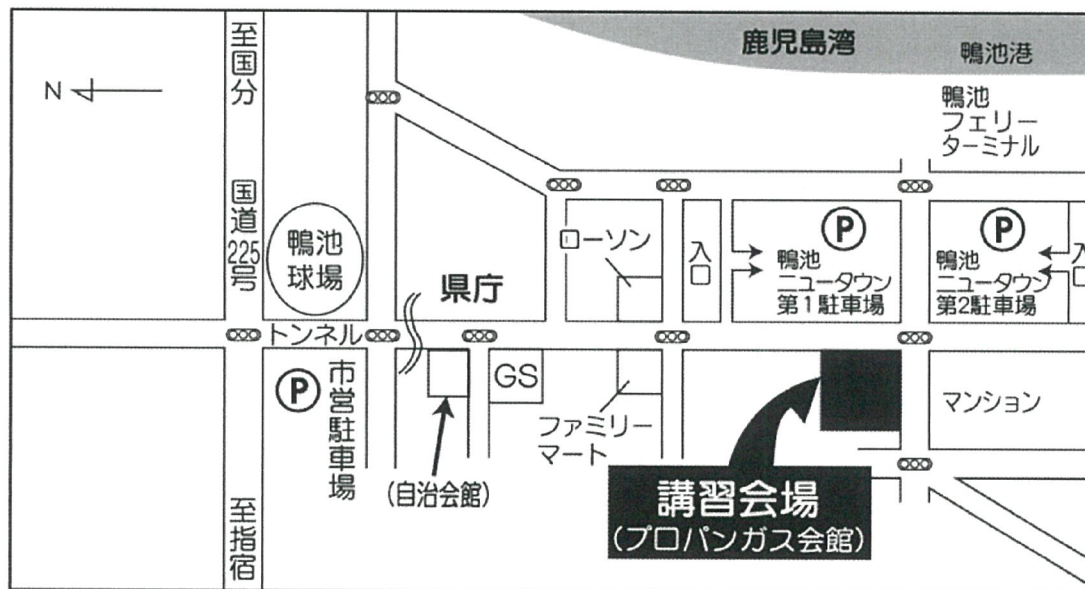 至国分
国道225号
至指宿
N
鹿児島湾
鴨池港
鴨池
フェリー
ターミナル
鴨池
球場
県庁
ローソン
入口
P
鴨池
ニュータウン
第1駐車場
P
鴨池
ニュータウン
第2駐車場
入口
トンネル
P
市営駐車場
(自治会館)
GS
ファミリー
マート
マンション
講習会場
(プロパンガス会館)